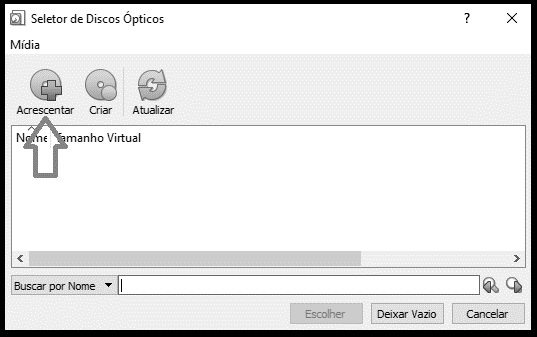 Seletor de Discos Ópticos ?
Mídia
Acrescentar Criar Atualizar
Nome Tamanho Virtual
Buscar por Nome
Escolher Deixar Vazio Cancelar